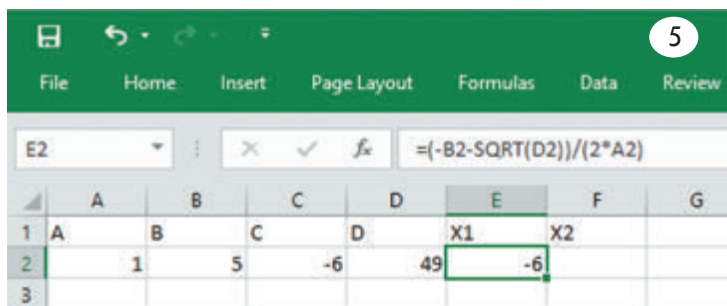 5
File Home Insert Page Layout Formulas Data Review
E2 fx =(-B2-SQRT(D2))/(2*A2)
A B C D E F G
1 A B C D X1 X2
2 1 5 -6 49 -6
3